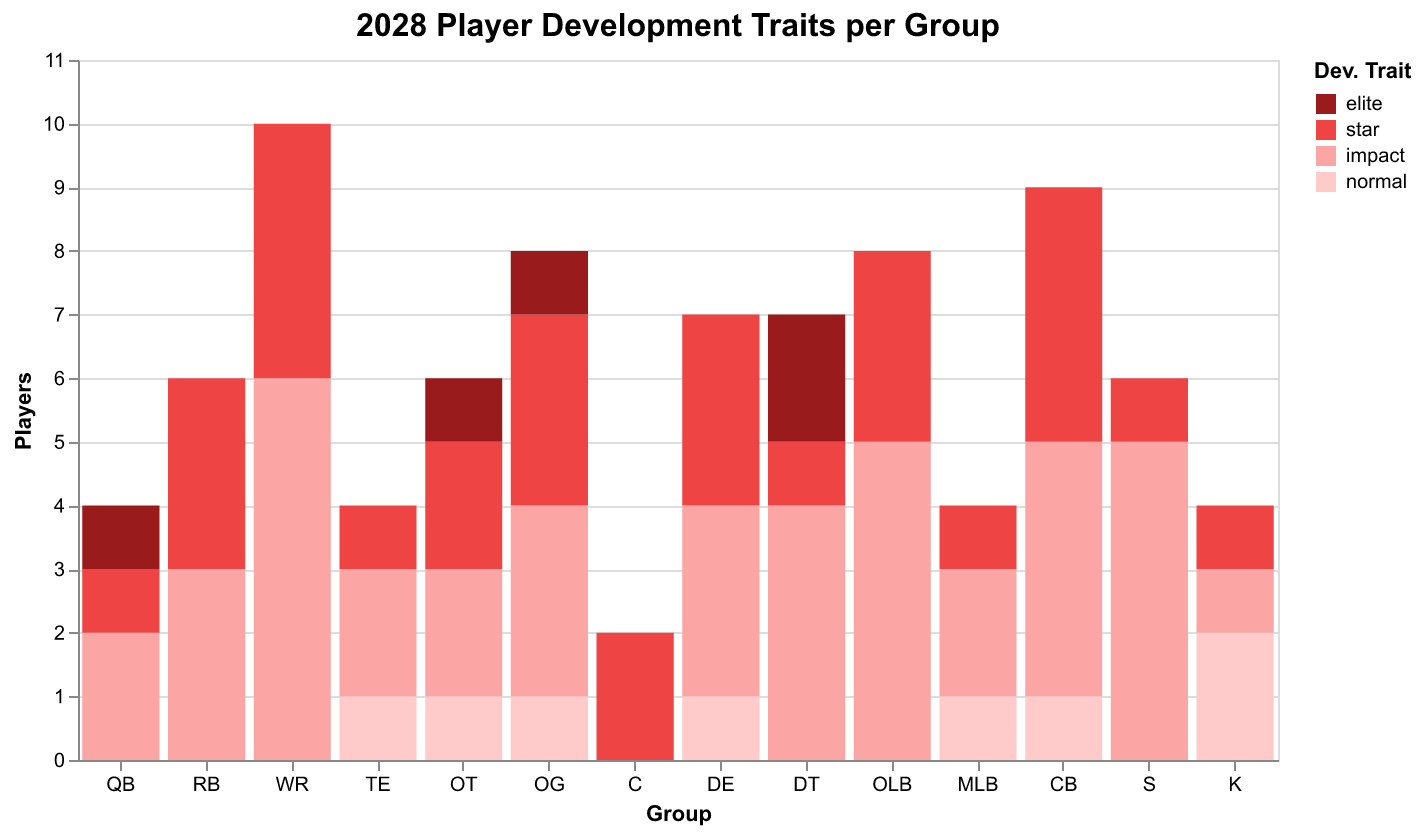 2028 Player Development Traits per Group
11
10
9
8
7
6
5
4
3
2
1
0
Players
QB RB WR TE OT OG C DE DT OLB MLB CB S K
Group
Dev. Trait
elite
star
impact
normal